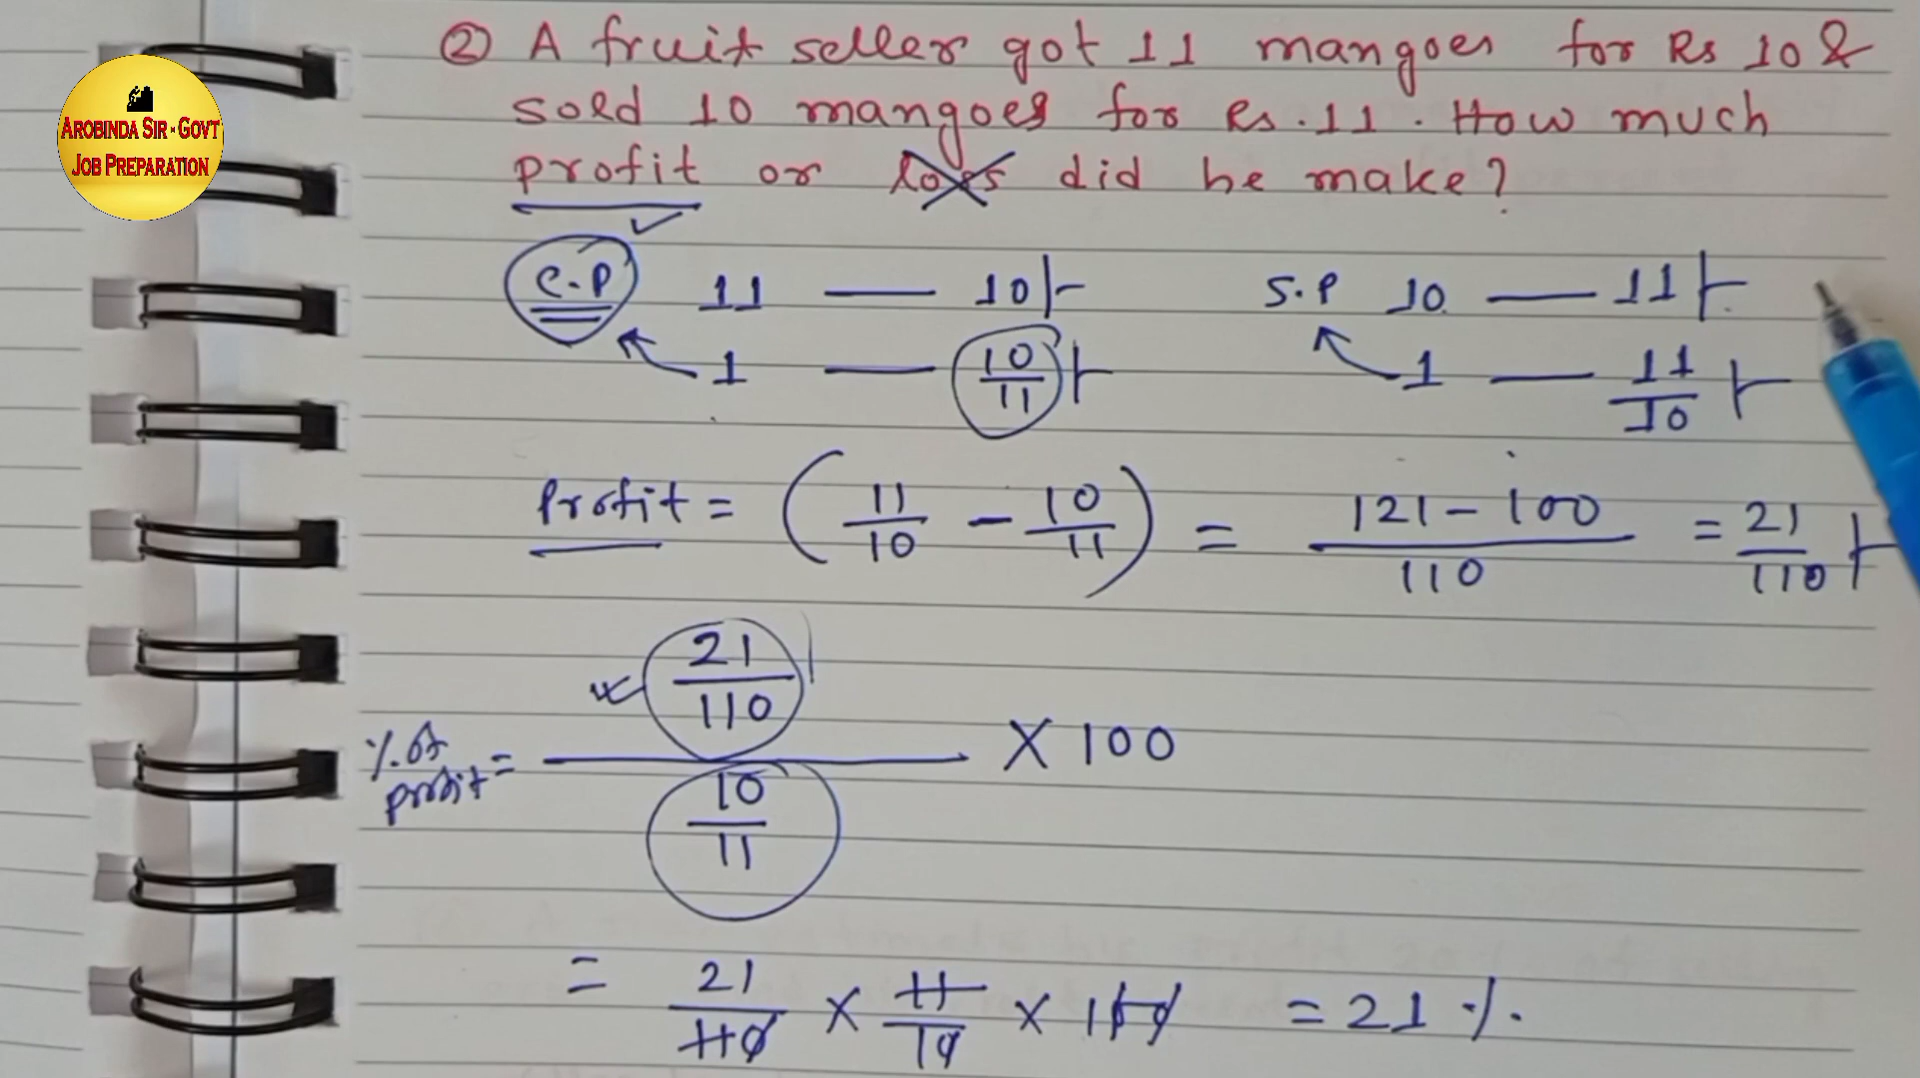 AROBINDA SIR - GOVT
JOB PREPARATION
② A fruit seller got 11 mangoes for Rs 10 &
sold 10 mangoes for Rs. 11. How much
profit or loss did he make?
C.P 11 — 10/- S.P 10 — 11/-
1 — 10/11 /- 1 — 11/10 /-
Profit = (11/10 - 10/11) = 121 - 100 / 110 = 21/110 /-
21/110
% of profit = ——— × 100
10/11
= 21/110 × 11/10 × 100 = 21 %.